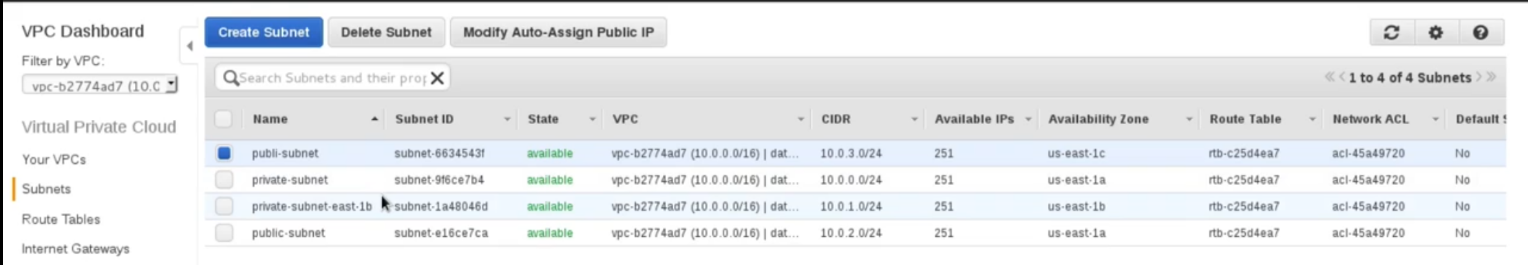 VPC Dashboard
Filter by VPC:
vpc-b2774ad7 (10.0
Virtual Private Cloud
Your VPCs
Subnets
Route Tables
Internet Gateways
Create Subnet Delete Subnet Modify Auto-Assign Public IP
Search Subnets and their prop
1 to 4 of 4 Subnets
Name Subnet ID State VPC CIDR Available IPs Availability Zone Route Table Network ACL Default S
publi-subnet subnet-6634543f available vpc-b2774ad7 (10.0.0.0/16) | dat... 10.0.3.0/24 251 us-east-1c rtb-c25d4ea7 acl-45a49720 No
private-subnet subnet-9f6ce7b4 available vpc-b2774ad7 (10.0.0.0/16) | dat... 10.0.0.0/24 251 us-east-1a rtb-c25d4ea7 acl-45a49720 No
private-subnet-east-1b subnet-1a48046d available vpc-b2774ad7 (10.0.0.0/16) | dat... 10.0.1.0/24 251 us-east-1b rtb-c25d4ea7 acl-45a49720 No
public-subnet subnet-e16ce7ca available vpc-b2774ad7 (10.0.0.0/16) | dat... 10.0.2.0/24 251 us-east-1a rtb-c25d4ea7 acl-45a49720 No